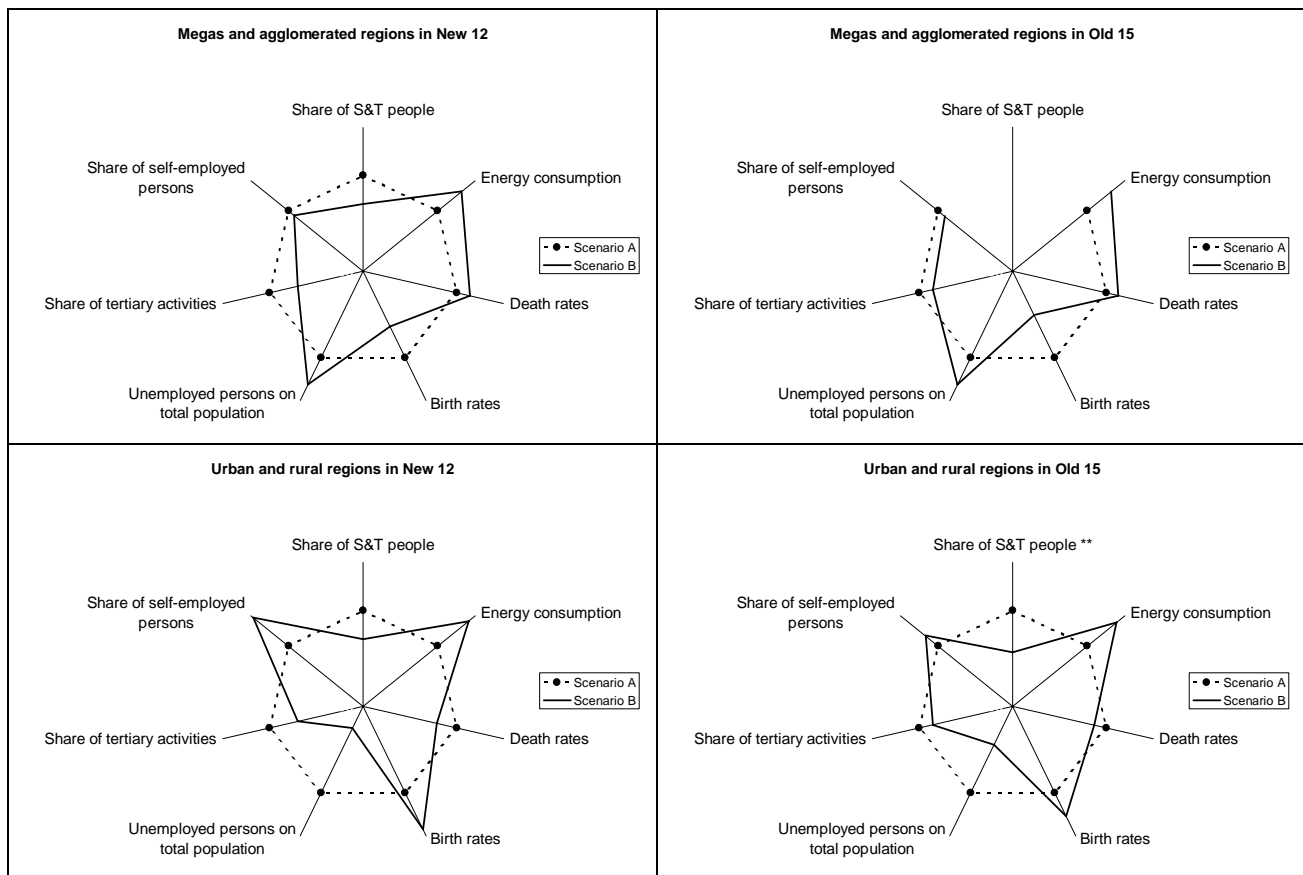 Megas and agglomerated regions in New 12
Share of S&T people
Share of self-employed
persons
Energy consumption
Scenario A
Scenario B
Share of tertiary activities
Death rates
Unemployed persons on
total population
Birth rates
Megas and agglomerated regions in Old 15
Share of S&T people
Share of self-employed
persons
Energy consumption
Scenario A
Scenario B
Share of tertiary activities
Death rates
Unemployed persons on
total population
Birth rates
Urban and rural regions in New 12
Share of S&T people
Share of self-employed
persons
Energy consumption
Scenario A
Scenario B
Share of tertiary activities
Death rates
Unemployed persons on
total population
Birth rates
Urban and rural regions in Old 15
Share of S&T people **
Share of self-employed
persons
Energy consumption
Scenario A
Scenario B
Share of tertiary activities
Death rates
Unemployed persons on
total population
Birth rates